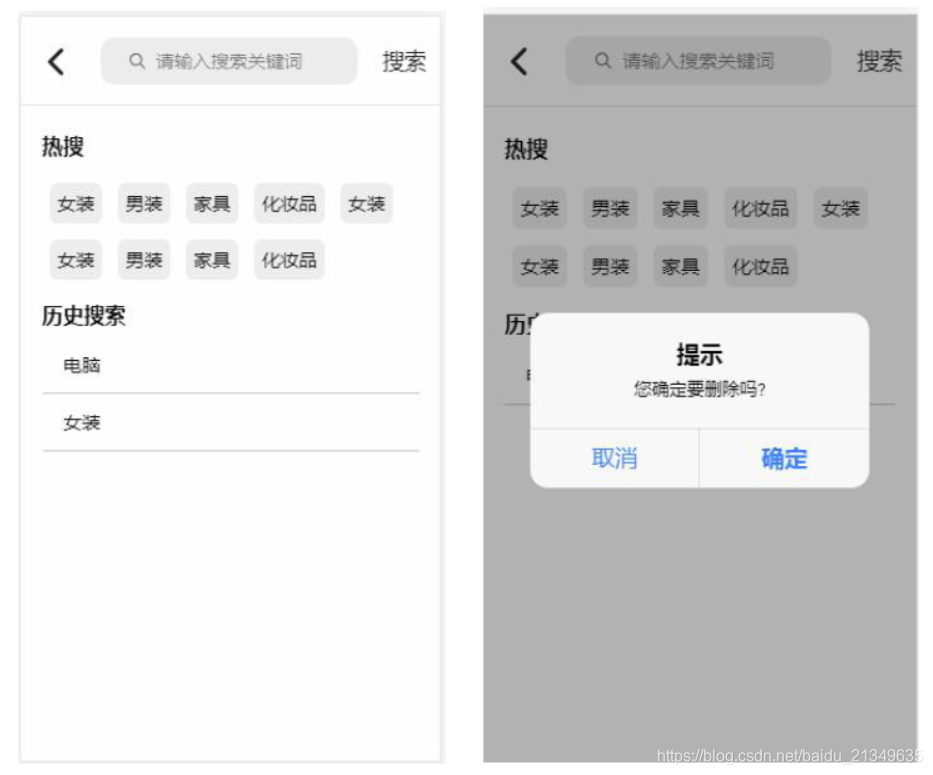 请输入搜索关键词 搜索
热搜
女装 男装 家具 化妆品 女装
女装 男装 家具 化妆品
历史搜索
电脑
女装
请输入搜索关键词 搜索
热搜
女装 男装 家具 化妆品 女装
女装 男装 家具 化妆品
历
提示
您确定要删除吗?
取消 确定
https://blog.csdn.net/baidu_21349635